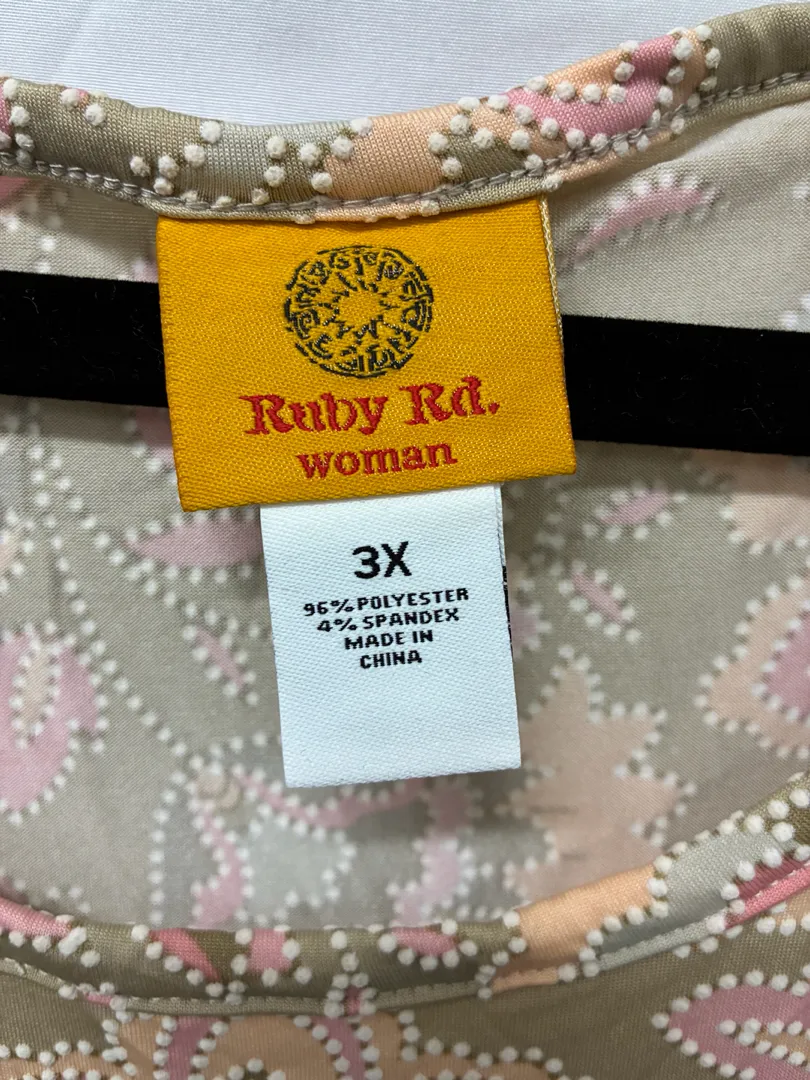 Ruby Rd.
woman
3X
96% POLYESTER
4% SPANDEX
MADE IN
CHINA